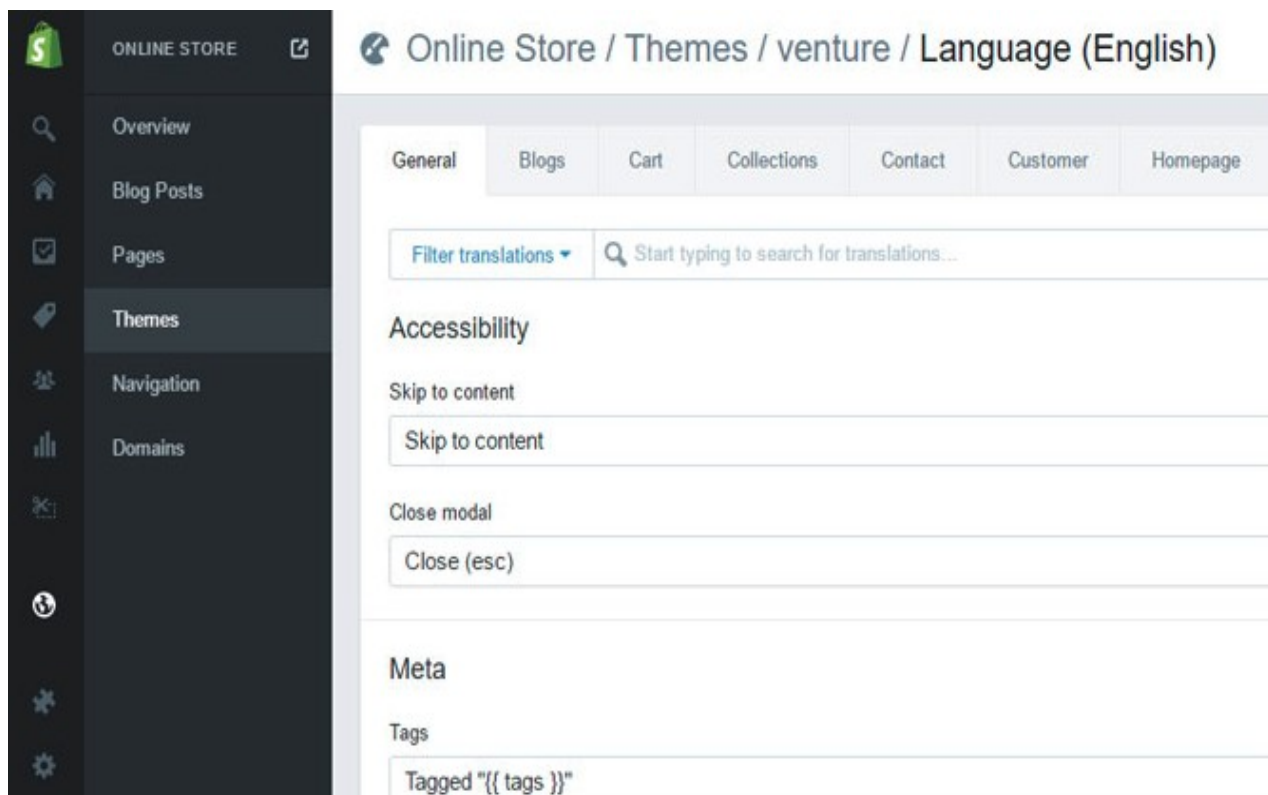 ONLINE STORE
Online Store / Themes / venture / Language (English)
Overview
Blog Posts
Pages
Themes
Navigation
Domains
General Blogs Cart Collections Contact Customer Homepage
Filter translations Start typing to search for translations...
Accessibility
Skip to content
Skip to content
Close modal
Close (esc)
Meta
Tags
Tagged "{{ tags }}"